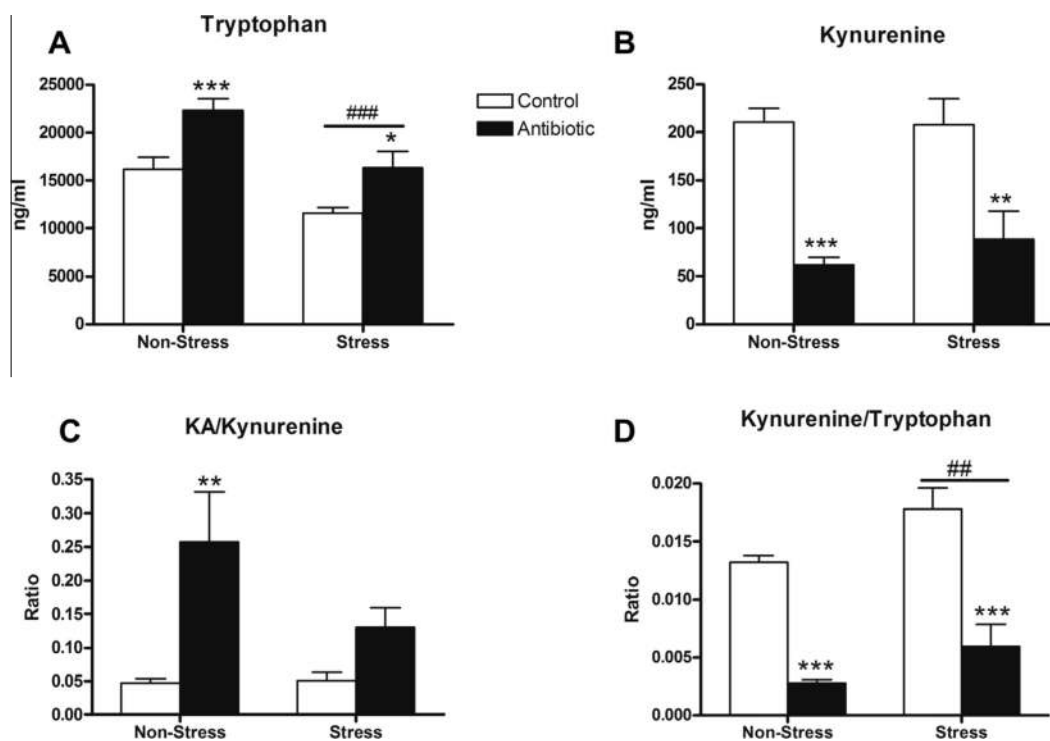 A
Tryptophan
25000
20000
15000
10000
5000
0
ng/ml
***
###
*
Non-Stress
Stress
Control
Antibiotic
B
Kynurenine
250
200
150
100
50
0
ng/ml
***
**
Non-Stress
Stress
C
KA/Kynurenine
0.35
0.30
0.25
0.20
0.15
0.10
0.05
0.00
Ratio
**
Non-Stress
Stress
D
Kynurenine/Tryptophan
0.020
0.015
0.010
0.005
0.000
Ratio
##
***
***
Non-Stress
Stress